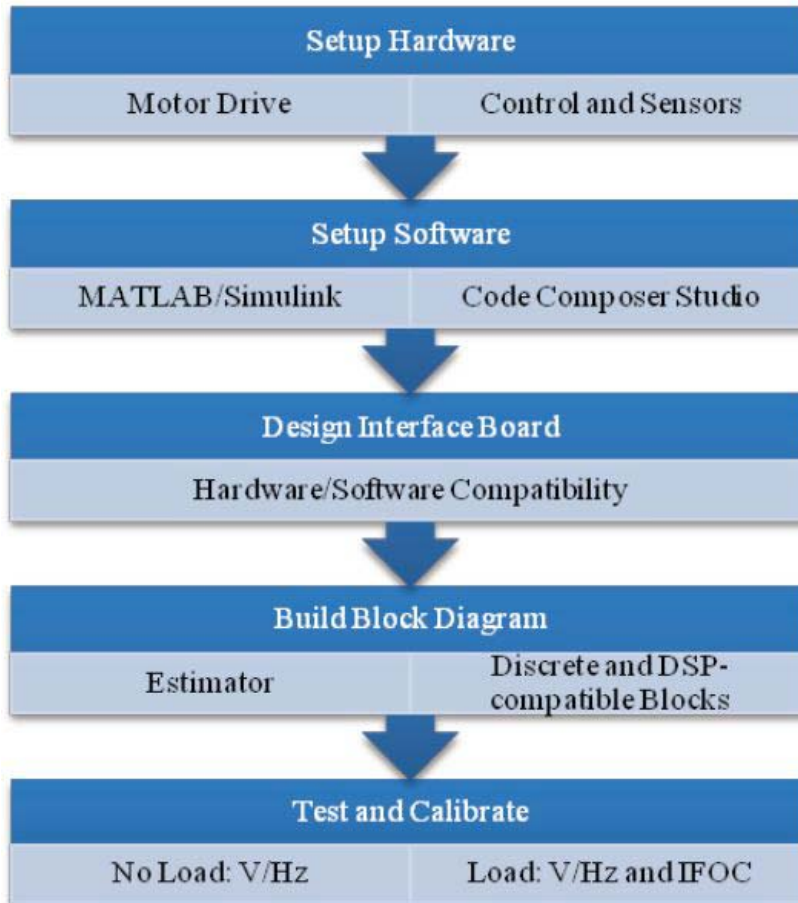 Setup Hardware
Motor Drive
Control and Sensors
Setup Software
MATLAB/Simulink
Code Composer Studio
Design Interface Board
Hardware/Software Compatibility
Build Block Diagram
Estimator
Discrete and DSP-
compatible Blocks
Test and Calibrate
No Load: V/Hz
Load: V/Hz and IFOC